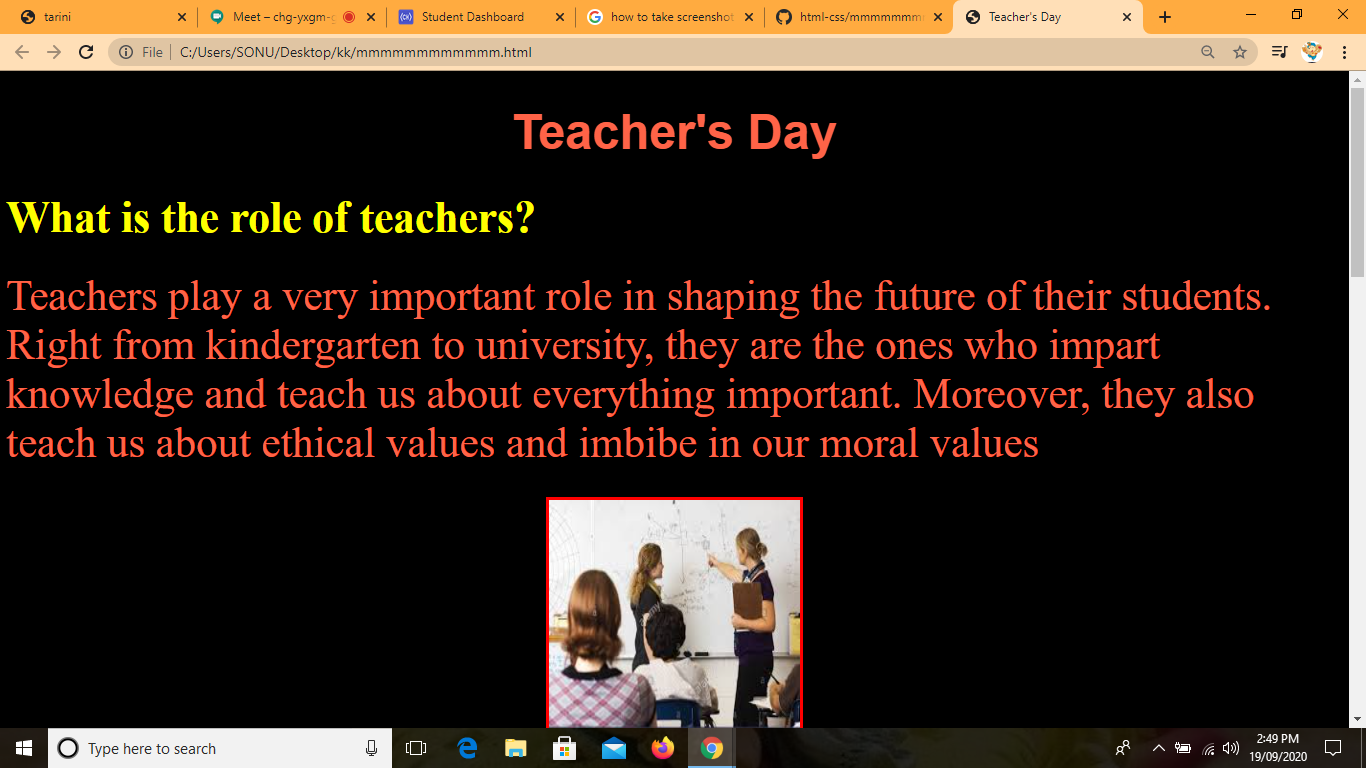 tarini
Meet – chg-yxgm-
Student Dashboard
how to take screenshot
html-css/mmmmmmm
Teacher's Day
File
C:/Users/SONU/Desktop/kk/mmmmmmmmmmmm.html
Teacher's Day
What is the role of teachers?
Teachers play a very important role in shaping the future of their students.
Right from kindergarten to university, they are the ones who impart
knowledge and teach us about everything important. Moreover, they also
teach us about ethical values and imbibe in our moral values
Type here to search
2:49 PM
19/09/2020